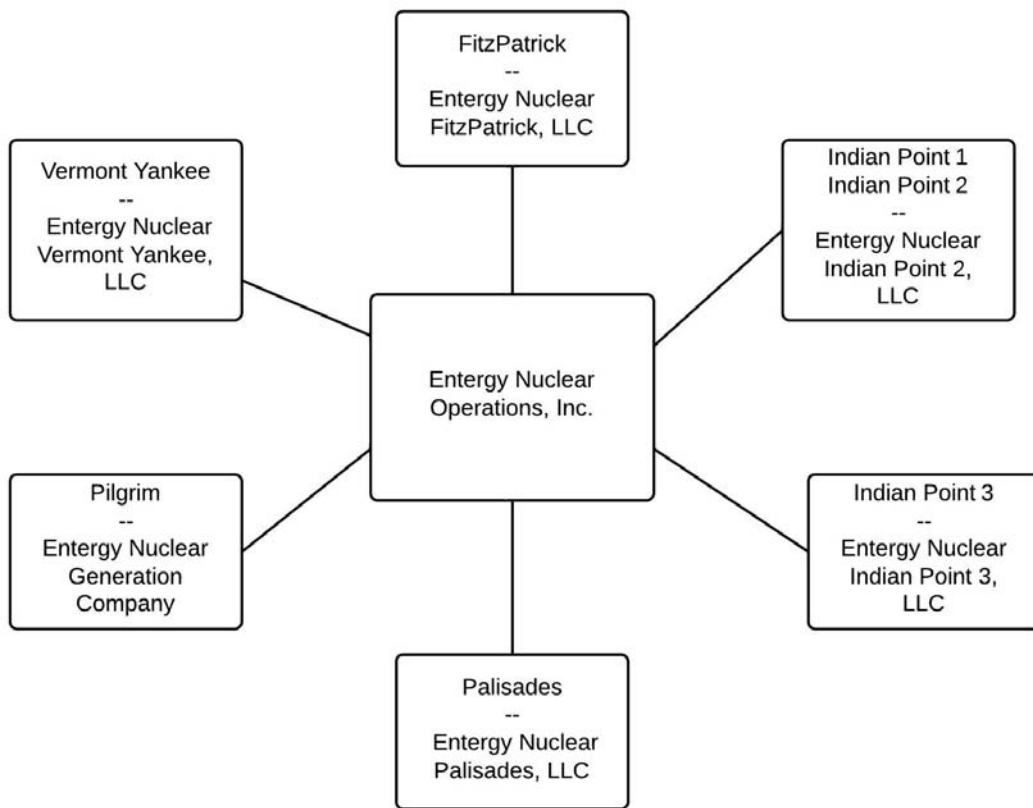 FitzPatrick
--
Entergy Nuclear
FitzPatrick, LLC
Vermont Yankee
--
Entergy Nuclear
Vermont Yankee,
LLC
Indian Point 1
Indian Point 2
--
Entergy Nuclear
Indian Point 2,
LLC
Entergy Nuclear
Operations, Inc.
Pilgrim
--
Entergy Nuclear
Generation
Company
Indian Point 3
--
Entergy Nuclear
Indian Point 3,
LLC
Palisades
--
Entergy Nuclear
Palisades, LLC